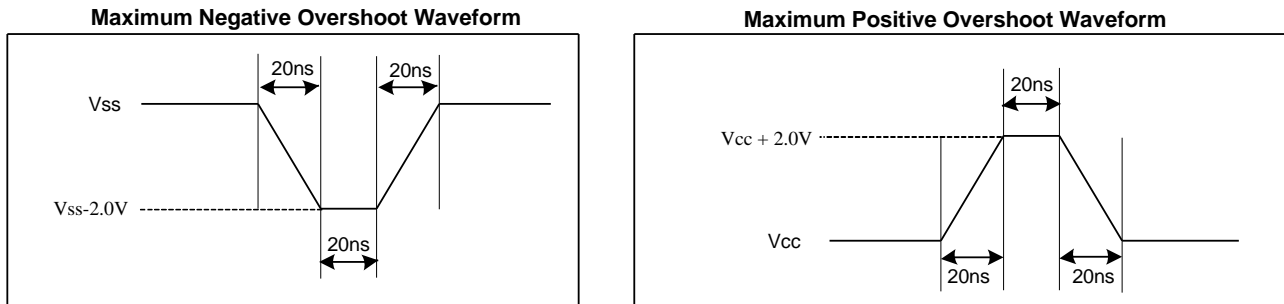 Maximum Negative Overshoot Waveform
20ns
20ns
Vss
Vss-2.0V
20ns
Maximum Positive Overshoot Waveform
20ns
Vcc + 2.0V
Vcc
20ns
20ns